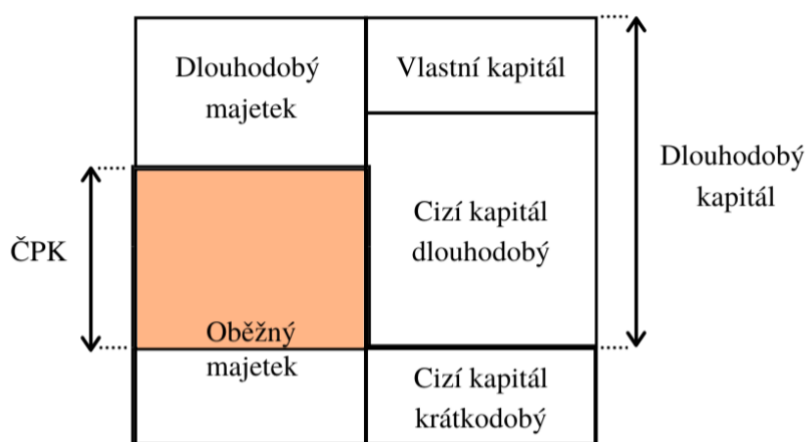 Dlouhodobý
majetek
Vlastní kapitál
Dlouhodobý
kapitál
Cizí kapitál
dlouhodobý
ČPK
Oběžný
majetek
Cizí kapitál
krátkodobý